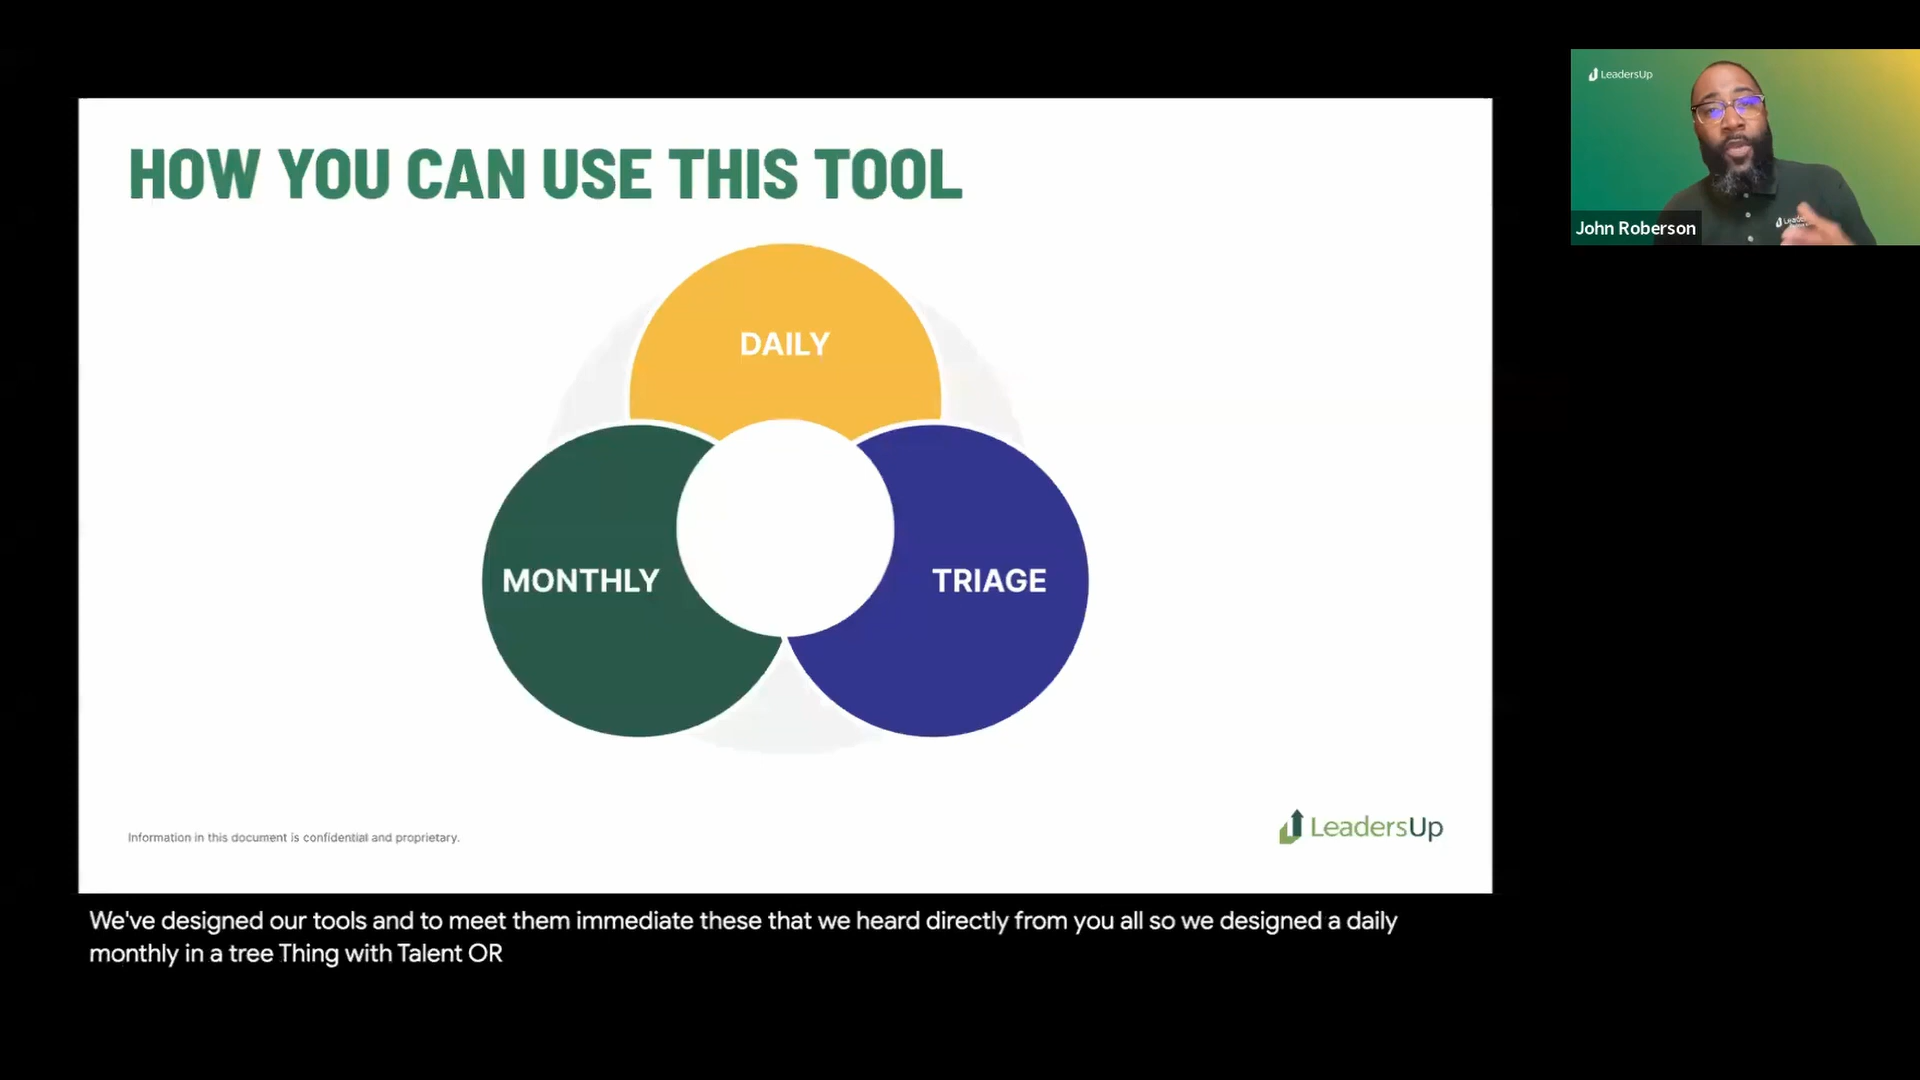 HOW YOU CAN USE THIS TOOL
DAILY
MONTHLY
TRIAGE
Information in this document is confidential and proprietary.
LeadersUp
We've designed our tools and to meet them immediate these that we heard directly from you all so we designed a daily
monthly in a tree Thing with Talent OR
LeadersUp
John Roberson